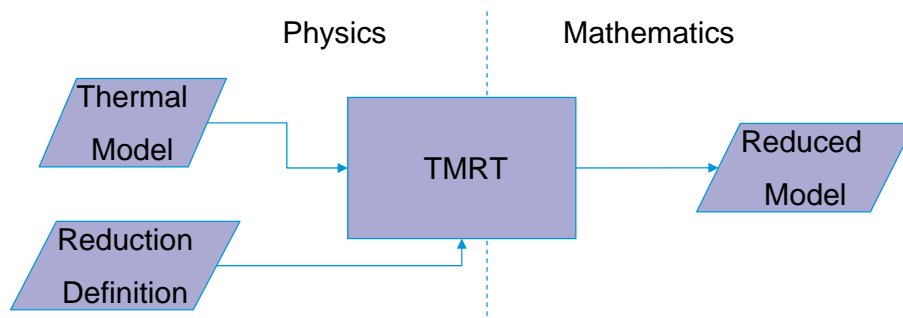 Physics
Mathematics
Thermal
Model
TMRT
Reduced
Model
Reduction
Definition